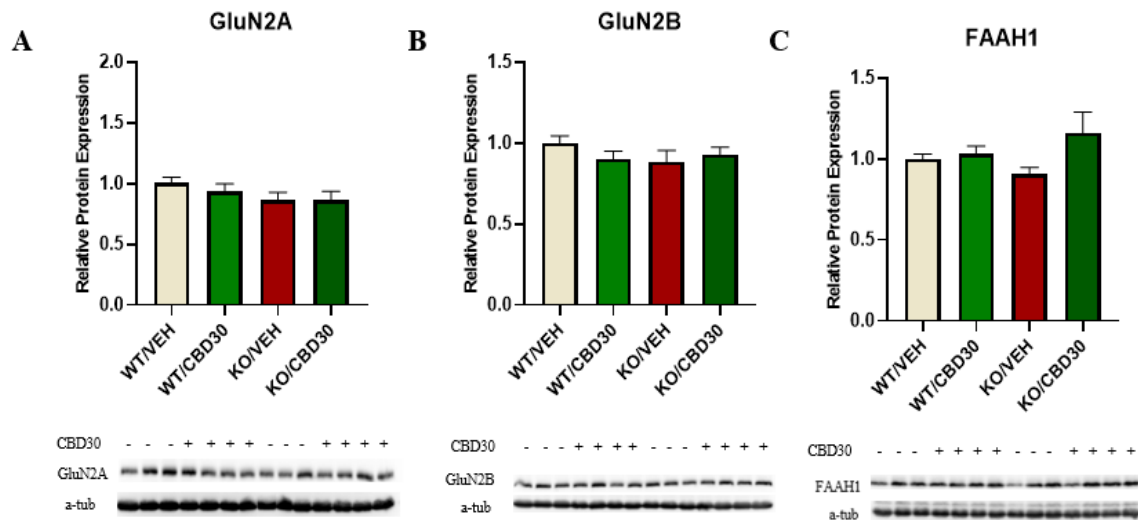 A
GluN2A
Relative Protein Expression
2.0
1.5
1.0
0.5
0.0
WT/VEH
WT/CBD30
KO/VEH
KO/CBD30
CBD30 - - - + + + + - - - + + + +
GluN2A
a-tub
B
GluN2B
Relative Protein Expression
1.5
1.0
0.5
0.0
WT/VEH
WT/CBD30
KO/VEH
KO/CBD30
CBD30 - - - + + + + - - - + + + +
GluN2B
a-tub
C
FAAH1
Relative Protein Expression
1.5
1.0
0.5
0.0
WT/VEH
WT/CBD30
KO/VEH
KO/CBD30
CBD30 - - - + + + + - - - + + + +
FAAH1
a-tub